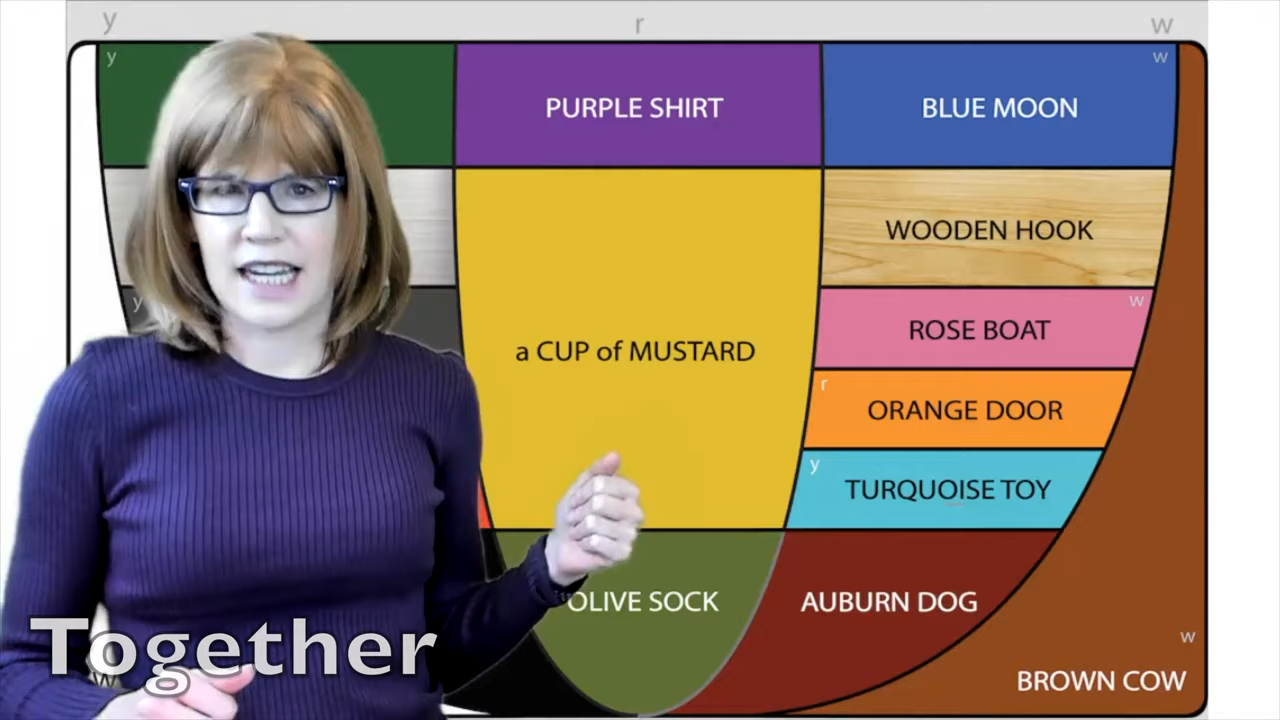 y r w
y w
PURPLE SHIRT
BLUE MOON
WOODEN HOOK
y w
ROSE BOAT
a CUP of MUSTARD
r
ORANGE DOOR
y
TURQUOISE TOY
OLIVE SOCK
AUBURN DOG
w
Together
w
BROWN COW